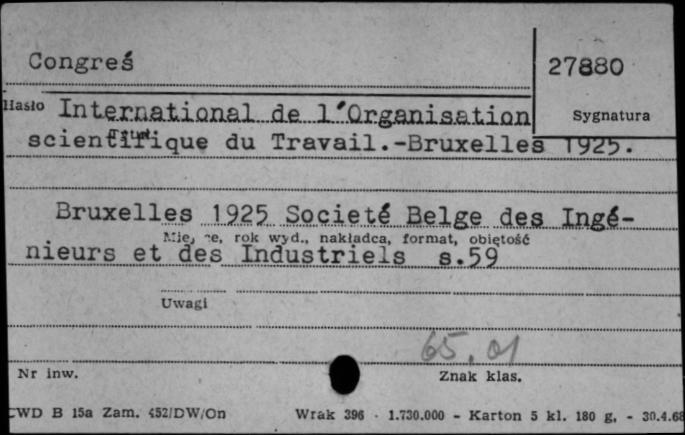 Congreś
27880
Hasło International de l'Organisation
Sygnatura
Tytuł
scientifique du Travail.-Bruxelles 1925.
Bruxelles 1925 Societé Belge des Ingé-
Miejsce, rok wyd., nakładca, format, objętość
nieurs et des Industriels s.59
Uwagi
65.01
Nr inw.
Znak klas.
CWD B 15a Zam. 452/DW/On Wrak 396 · 1.730.000 - Karton 5 kl. 180 g. - 30.4.68